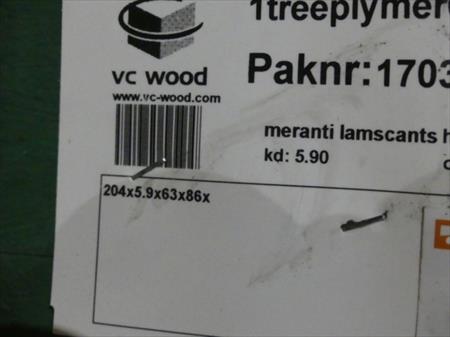 1treeplymer
vc wood
www.vc-wood.com
Paknr:1703
meranti lamscants h
kd: 5.90
204x5.9x63x86x